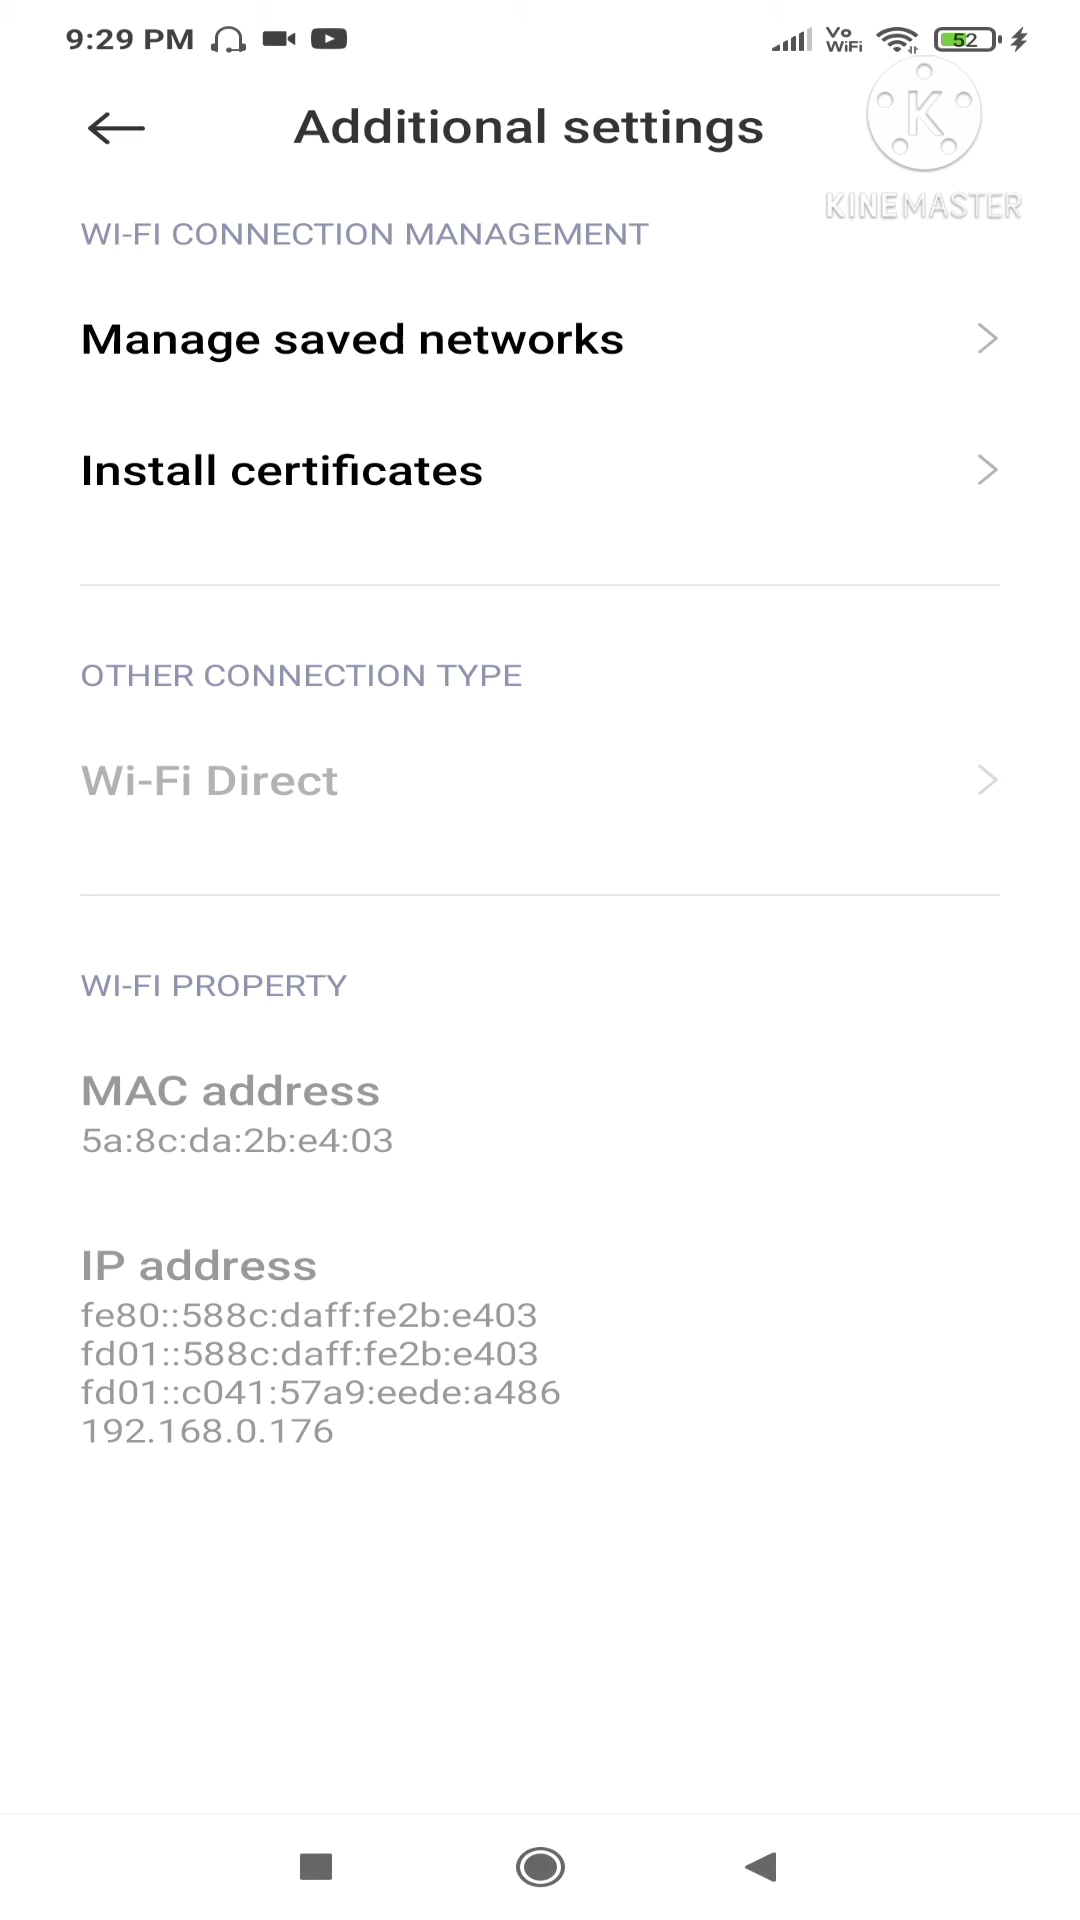 9:29 PM Vo WiFi 52
Additional settings
K
KINEMASTER
WI-FI CONNECTION MANAGEMENT
Manage saved networks
Install certificates
OTHER CONNECTION TYPE
Wi-Fi Direct
WI-FI PROPERTY
MAC address
5a:8c:da:2b:e4:03
IP address
fe80::588c:daff:fe2b:e403
fd01::588c:daff:fe2b:e403
fd01::c041:57a9:eede:a486
192.168.0.176